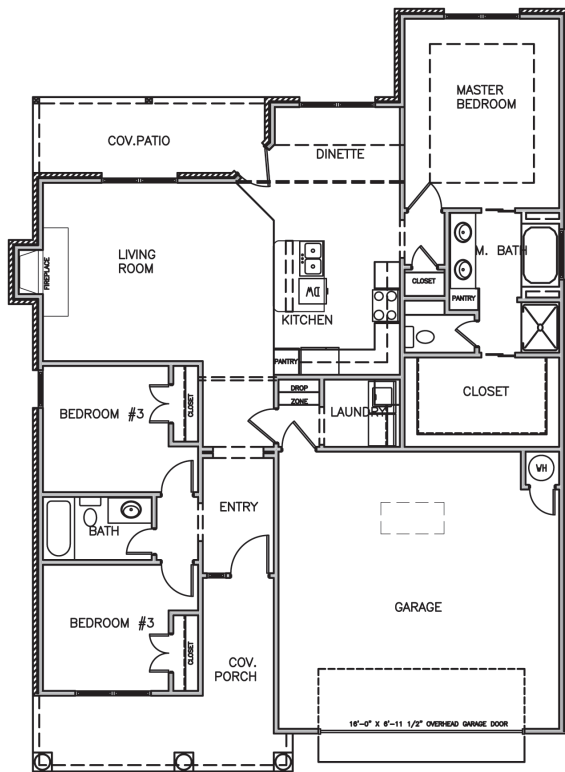 MASTER
BEDROOM
COV.PATIO
DINETTE
LIVING
ROOM
FIREPLACE
M. BATH
CLOSET
PANTRY
DW
KITCHEN
PANTRY
CLOSET
BEDROOM #3
CLOSET
DROP
ZONE
LAUNDRY
WH
ENTRY
BATH
GARAGE
BEDROOM #3
CLOSET
COV.
PORCH
16'-0" X 6'-11 1/2" OVERHEAD GARAGE DOOR